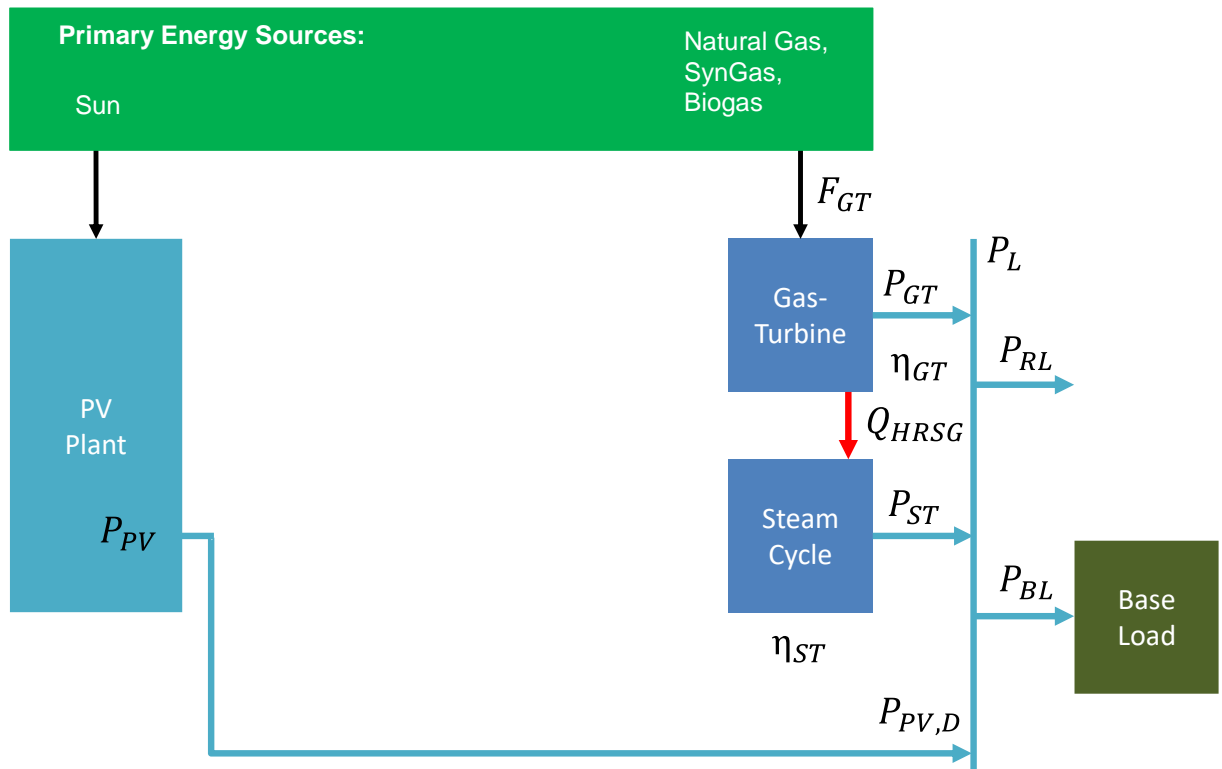 Primary Energy Sources:
Sun
Natural Gas,
SynGas,
Biogas
F_GT
PV
Plant
P_PV
Gas-
Turbine
η_GT
P_GT
P_L
P_RL
Q_HRSG
Steam
Cycle
η_ST
P_ST
P_BL
Base
Load
P_PV,D